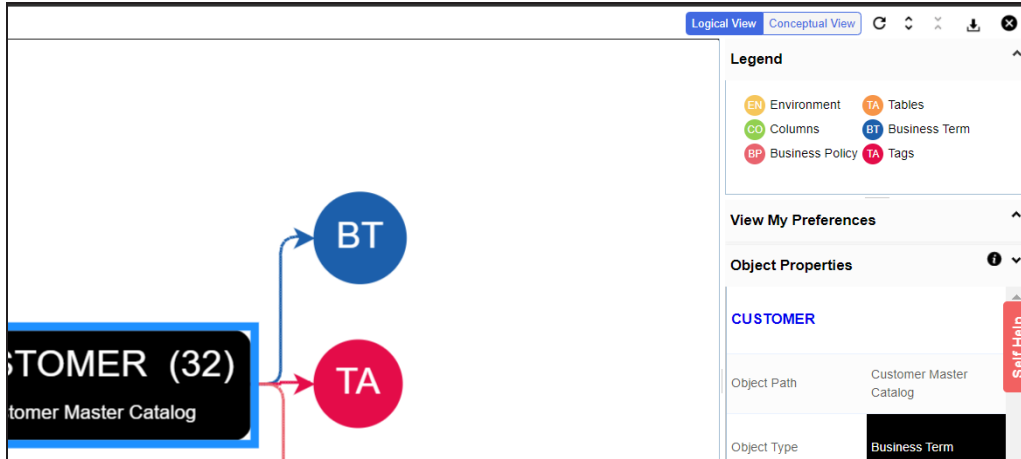 Logical View Conceptual View
Legend
EN Environment TA Tables
CO Columns BT Business Term
BP Business Policy TA Tags
View My Preferences
Object Properties
CUSTOMER
Object Path Customer Master Catalog
Object Type Business Term
Self Help
BT
STOMER (32)
tomer Master Catalog
TA